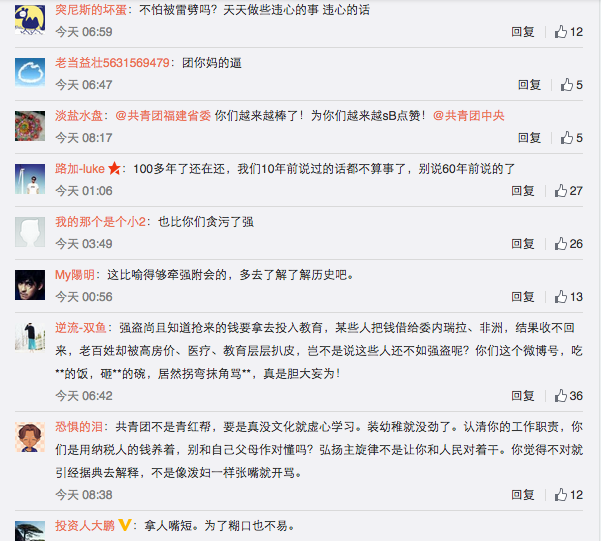 突尼斯的坏蛋：不怕被雷劈吗？天天做些违心的事 违心的话
今天 06:59 回复 12
老当益壮5631569479：团你妈的逼
今天 06:47 回复 5
淡盐水盘：@共青团福建省委 你们越来越棒了！为你们越来越sB点赞！@共青团中央
今天 08:17 回复 5
路加-luke：100多年了还在还，我们10年前说过的话都不算事了，别说60年前说的了
今天 01:06 回复 27
我的那个是个小2：也比你们贪污了强
今天 03:49 回复 26
My陽明：这比喻得够牵强附会的，多去了解了解历史吧。
今天 00:56 回复 13
逆流-双鱼：强盗尚且知道抢来的钱要拿去投入教育，某些人把钱借给委内瑞拉、非洲，结果收不回
来，老百姓却被高房价、医疗、教育层层扒皮，岂不是说这些人还不如强盗呢？你们这个微博号，吃
**的饭，砸**的碗，居然拐弯抹角骂**，真是胆大妄为！
今天 06:42 回复 36
恐惧的泪：共青团不是青红帮，要是真没文化就虚心学习。装幼稚就没劲了。认清你的工作职责，你
们是用纳税人的钱养着，别和自己父母作对懂吗？弘扬主旋律不是让你和人民对着干。你觉得不对就
引经据典去解释，不是像泼妇一样张嘴就开骂。
今天 08:38 回复 12
投资人大鹏：拿人嘴短。为了糊口也不易。